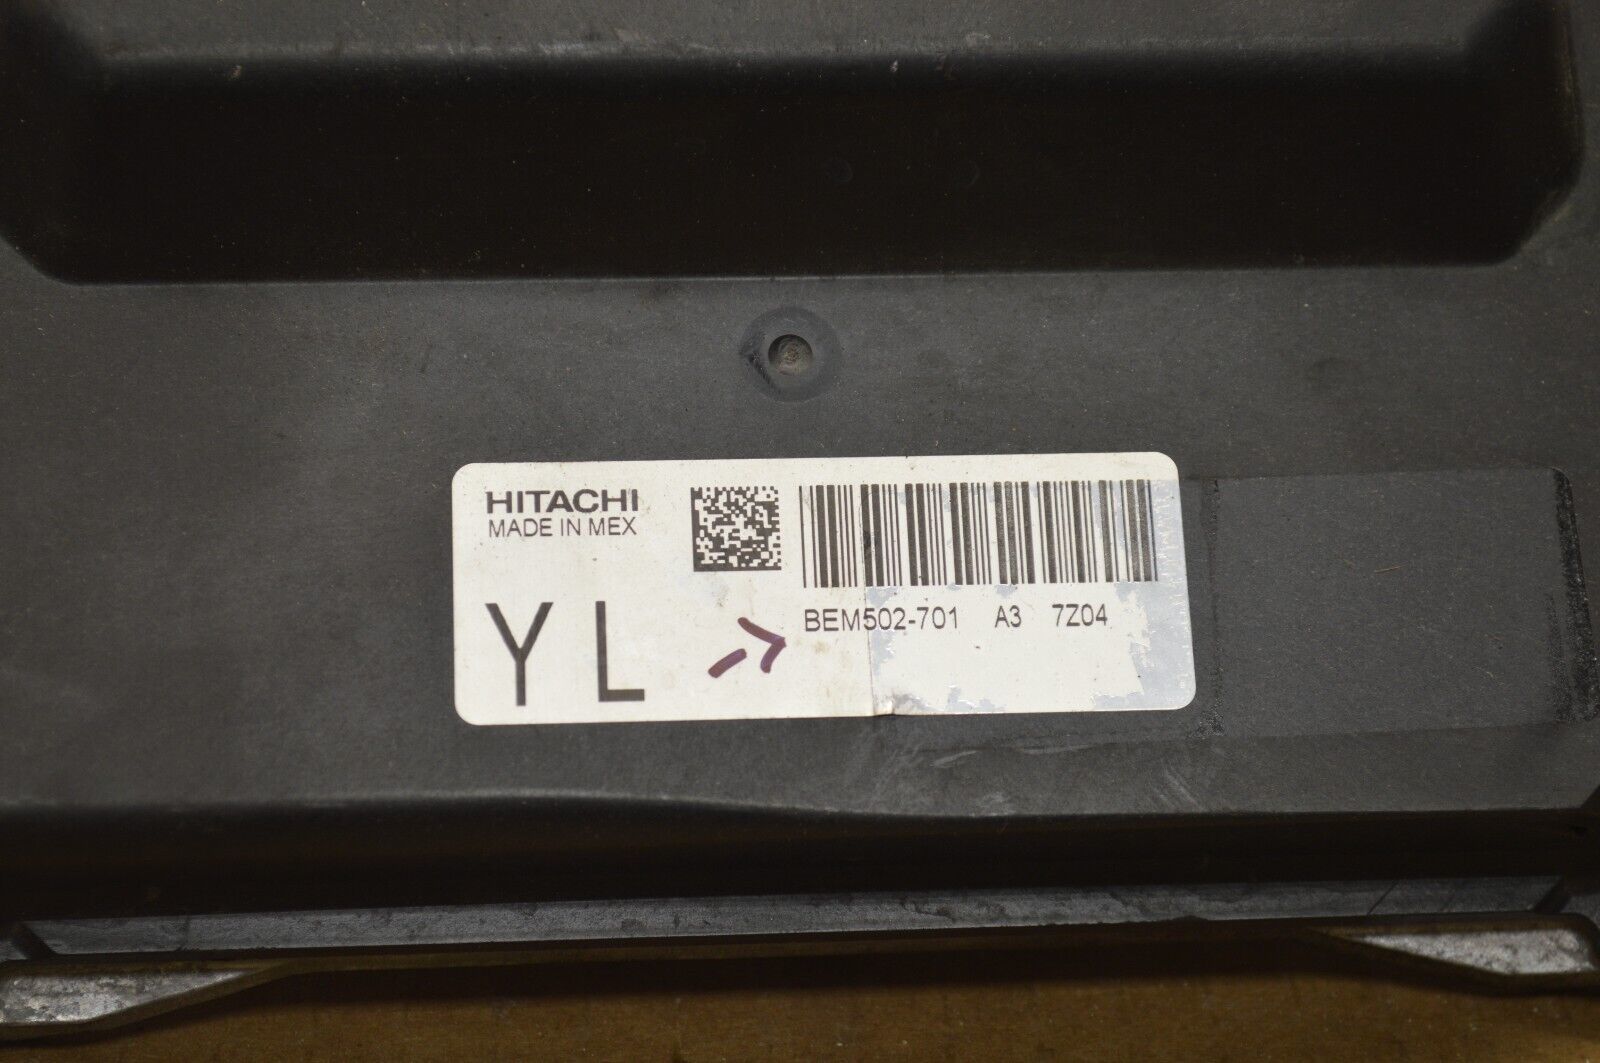 HITACHI
MADE IN MEX
YL
BEM502-701 A3 7Z04